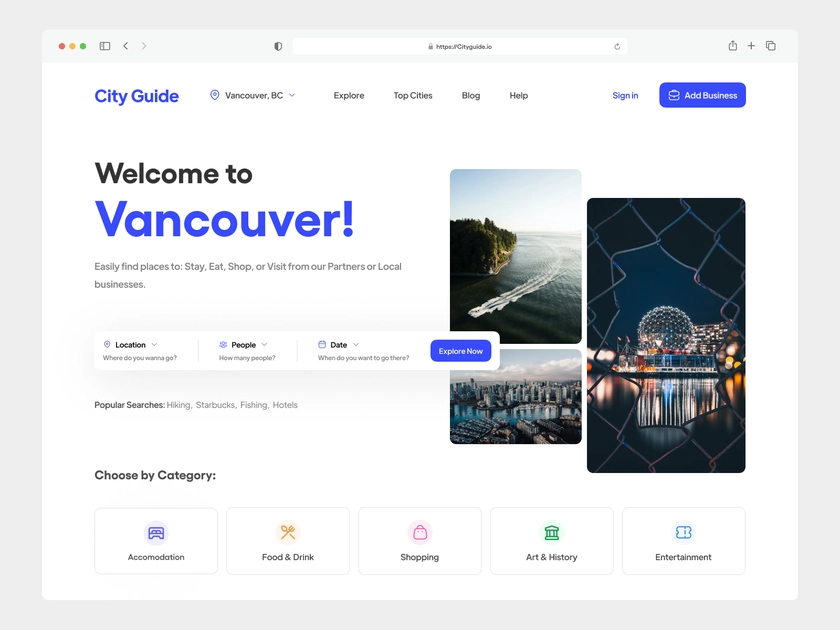 https://Cityguide.io
City Guide
Vancouver, BC
Explore
Top Cities
Blog
Help
Sign in
Add Business
Welcome to
Vancouver!
Easily find places to: Stay, Eat, Shop, or Visit from our Partners or Local
businesses.
Location
Where do you wanna go?
People
How many people?
Date
When do you want to go there?
Explore Now
Popular Searches: Hiking, Starbucks, Fishing, Hotels
Choose by Category:
Accomodation
Food & Drink
Shopping
Art & History
Entertainment